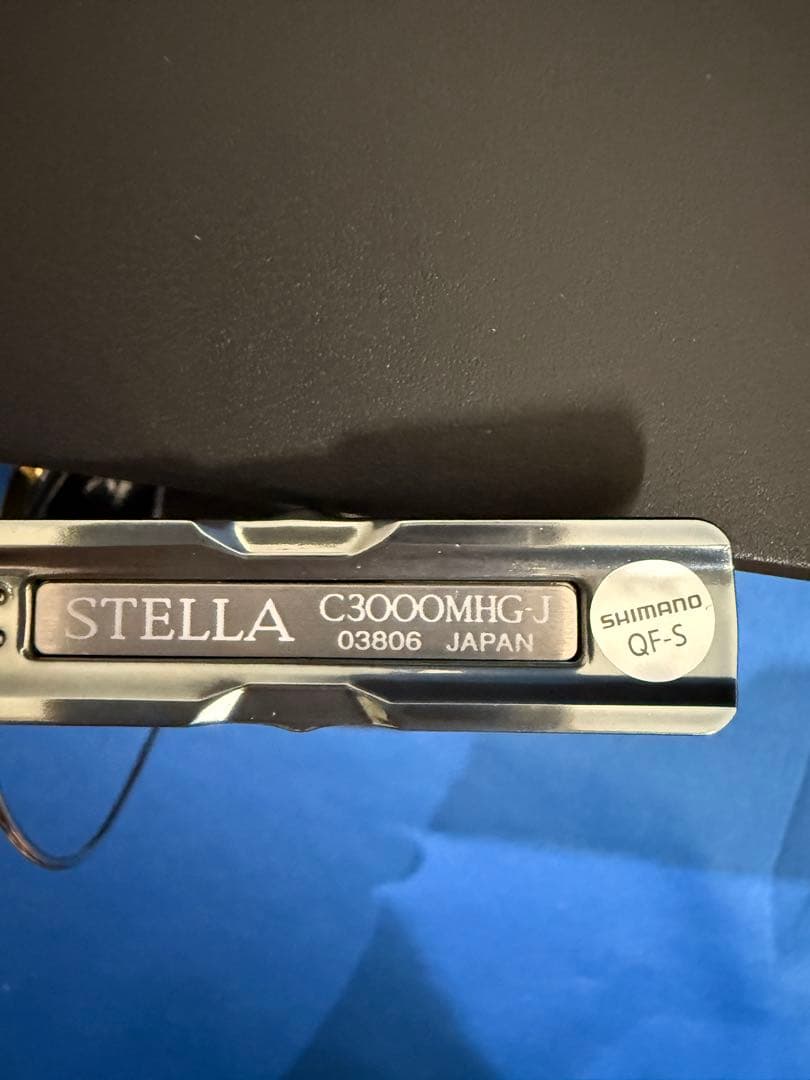 STELLA C3000MHG-J
03806 JAPAN
SHIMANO
QF-S